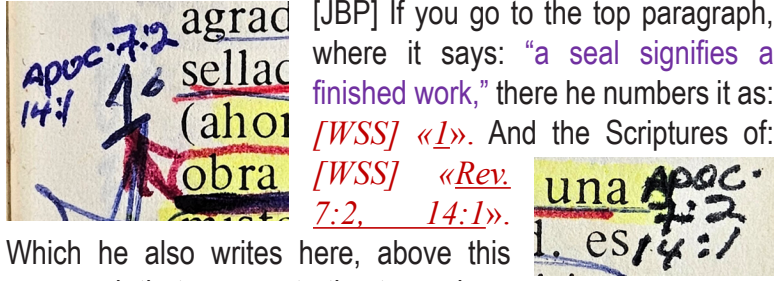 APOC. 7:2
14:1
1º
agrad
sellad
(ahor
obra
[JBP] If you go to the top paragraph,
where it says: “a seal signifies a
finished work,” there he numbers it as:
[WSS] «1». And the Scriptures of:
[WSS] «Rev.
7:2, 14:1».
una APOC.
7:2
1. es 14:1
Which he also writes here, above this